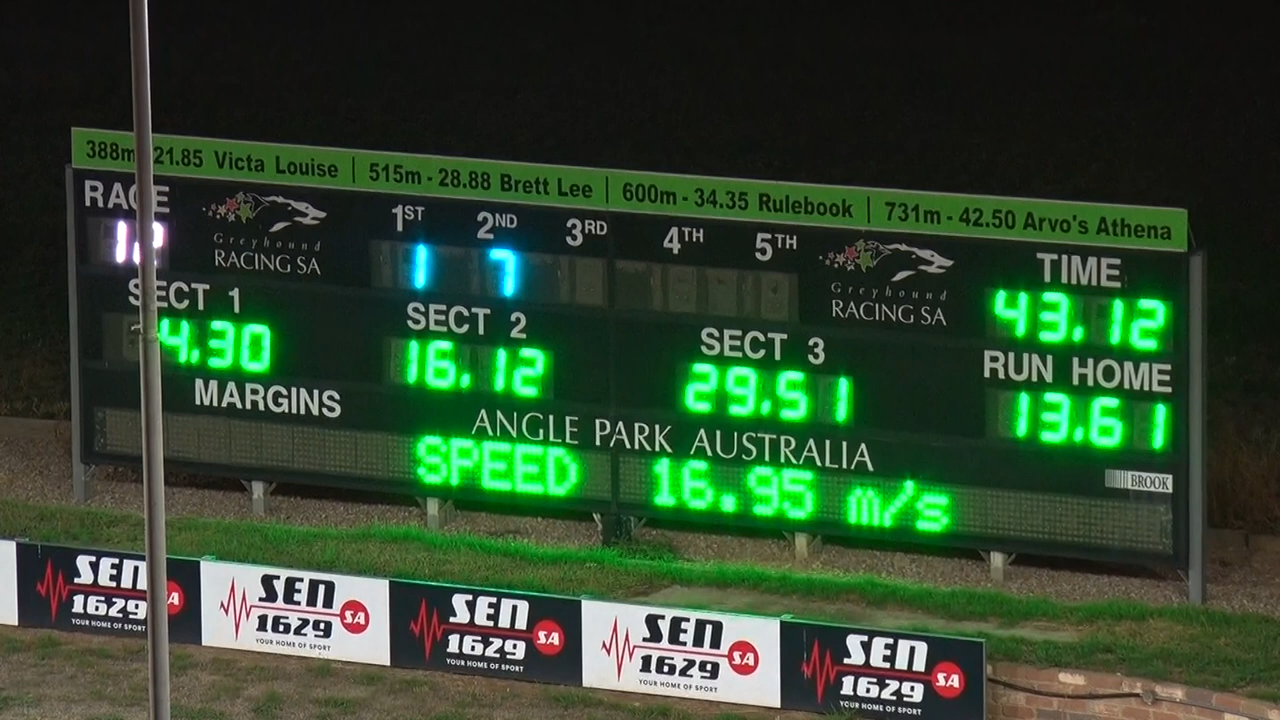 388m 21.85 Victa Louise | 515m - 28.88 Brett Lee | 600m - 34.35 Rulebook | 731m - 42.50 Arvo's Athena
RACE 1ST 2ND 3RD 4TH 5TH TIME
12 Greyhound RACING SA 1 7 Greyhound RACING SA 43.12
SECT 1 SECT 2 SECT 3 RUN HOME
4.30 16.12 29.51 13.61
MARGINS ANGLE PARK AUSTRALIA
SPEED 16.95 m/s BROOK
SEN 1629 SA YOUR HOME OF SPORT
SEN 1629 SA YOUR HOME OF SPORT
SEN 1629 SA YOUR HOME OF SPORT
SEN 1629 SA YOUR HOME OF SPORT
SEN 1629 SA YOUR HOME OF SPORT